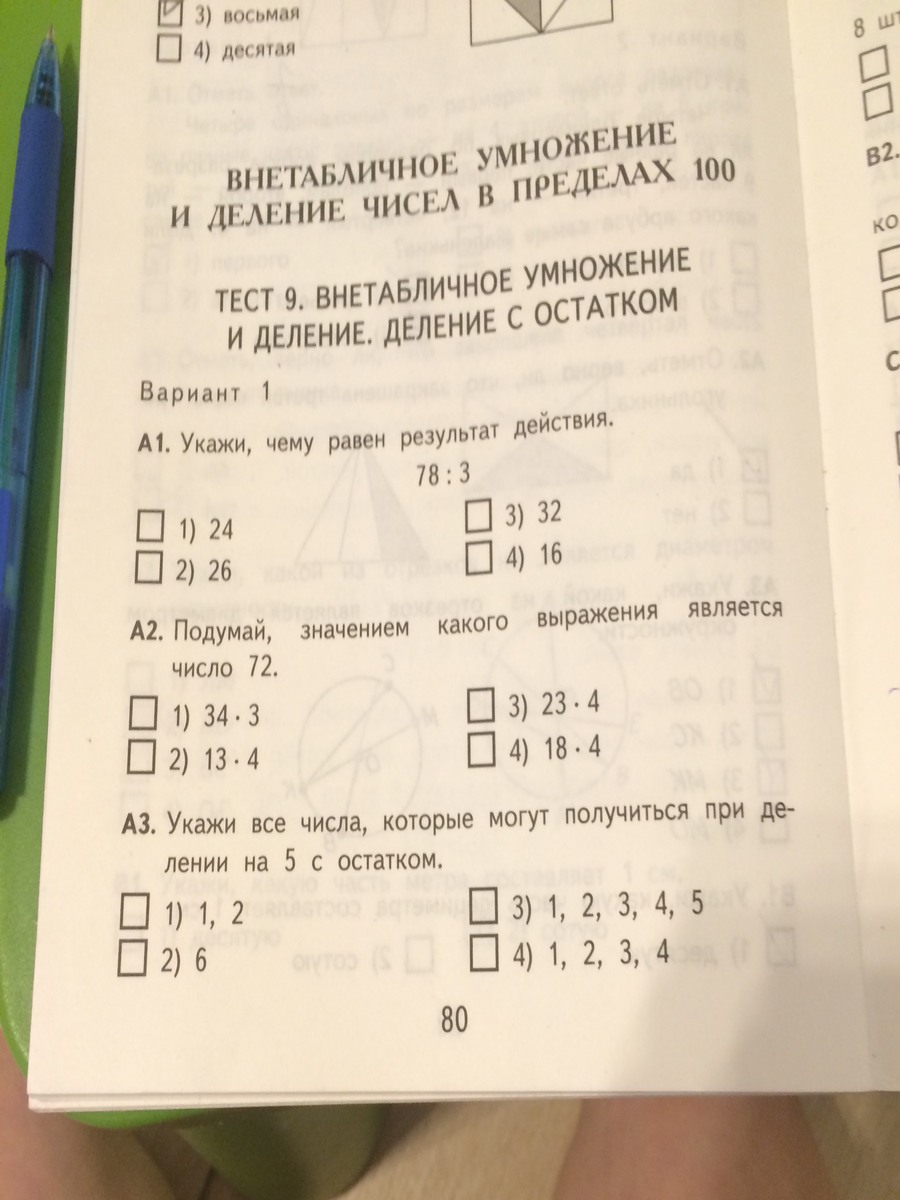 3) восьмая
4) десятая
ВНЕТАБЛИЧНОЕ УМНОЖЕНИЕ
И ДЕЛЕНИЕ ЧИСЕЛ В ПРЕДЕЛАХ 100
ТЕСТ 9. ВНЕТАБЛИЧНОЕ УМНОЖЕНИЕ
И ДЕЛЕНИЕ. ДЕЛЕНИЕ С ОСТАТКОМ
Вариант 1
А1. Укажи, чему равен результат действия.
78 : 3
1) 24
2) 26
3) 32
4) 16
А2. Подумай, значением какого выражения является
число 72.
1) 34 · 3
2) 13 · 4
3) 23 · 4
4) 18 · 4
А3. Укажи все числа, которые могут получиться при де-
лении на 5 с остатком.
1) 1, 2
2) 6
3) 1, 2, 3, 4, 5
4) 1, 2, 3, 4
80
8 шт
В2.
ко